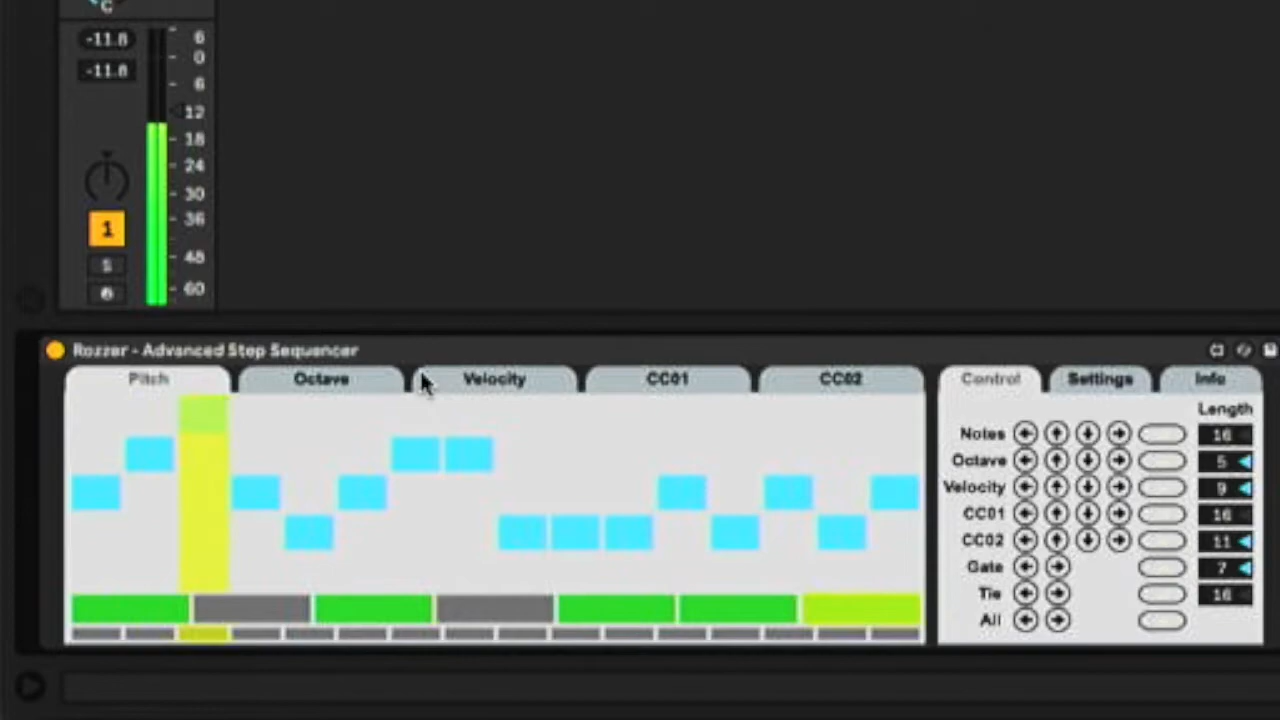 C
-11.8
-11.8
6
0
6
12
18
24
30
36
48
60
1
S
Rozzer - Advanced Step Sequencer
Pitch Octave Velocity CC01 CC02
Control Settings Info
Length
Notes 16
Octave 5
Velocity 9
CC01 16
CC02 11
Gate 7
Tie 16
All